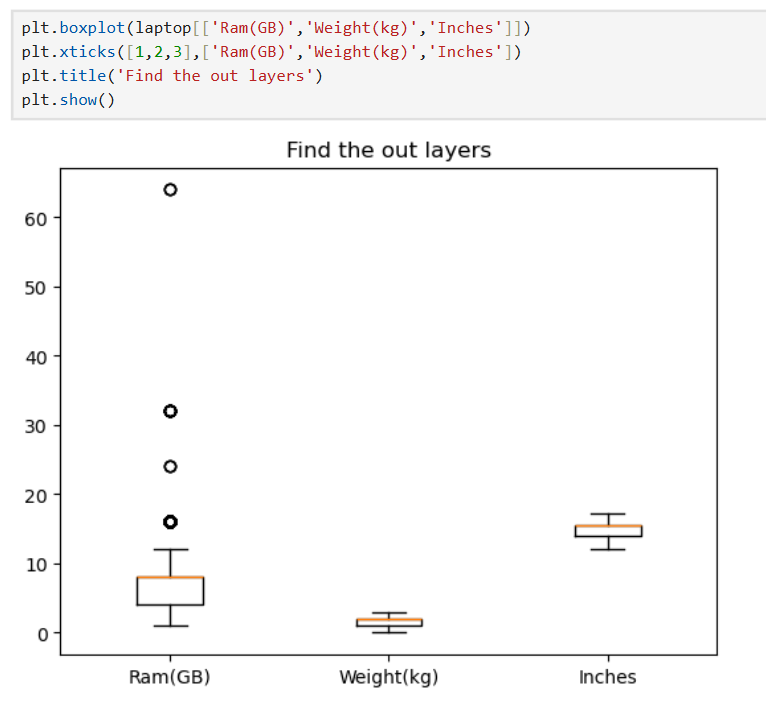 plt.boxplot(laptop[['Ram(GB)','Weight(kg)','Inches']])
plt.xticks([1,2,3],['Ram(GB)','Weight(kg)','Inches'])
plt.title('Find the out layers')
plt.show()
Find the out layers
60
50
40
30
20
10
0
Ram(GB) Weight(kg) Inches